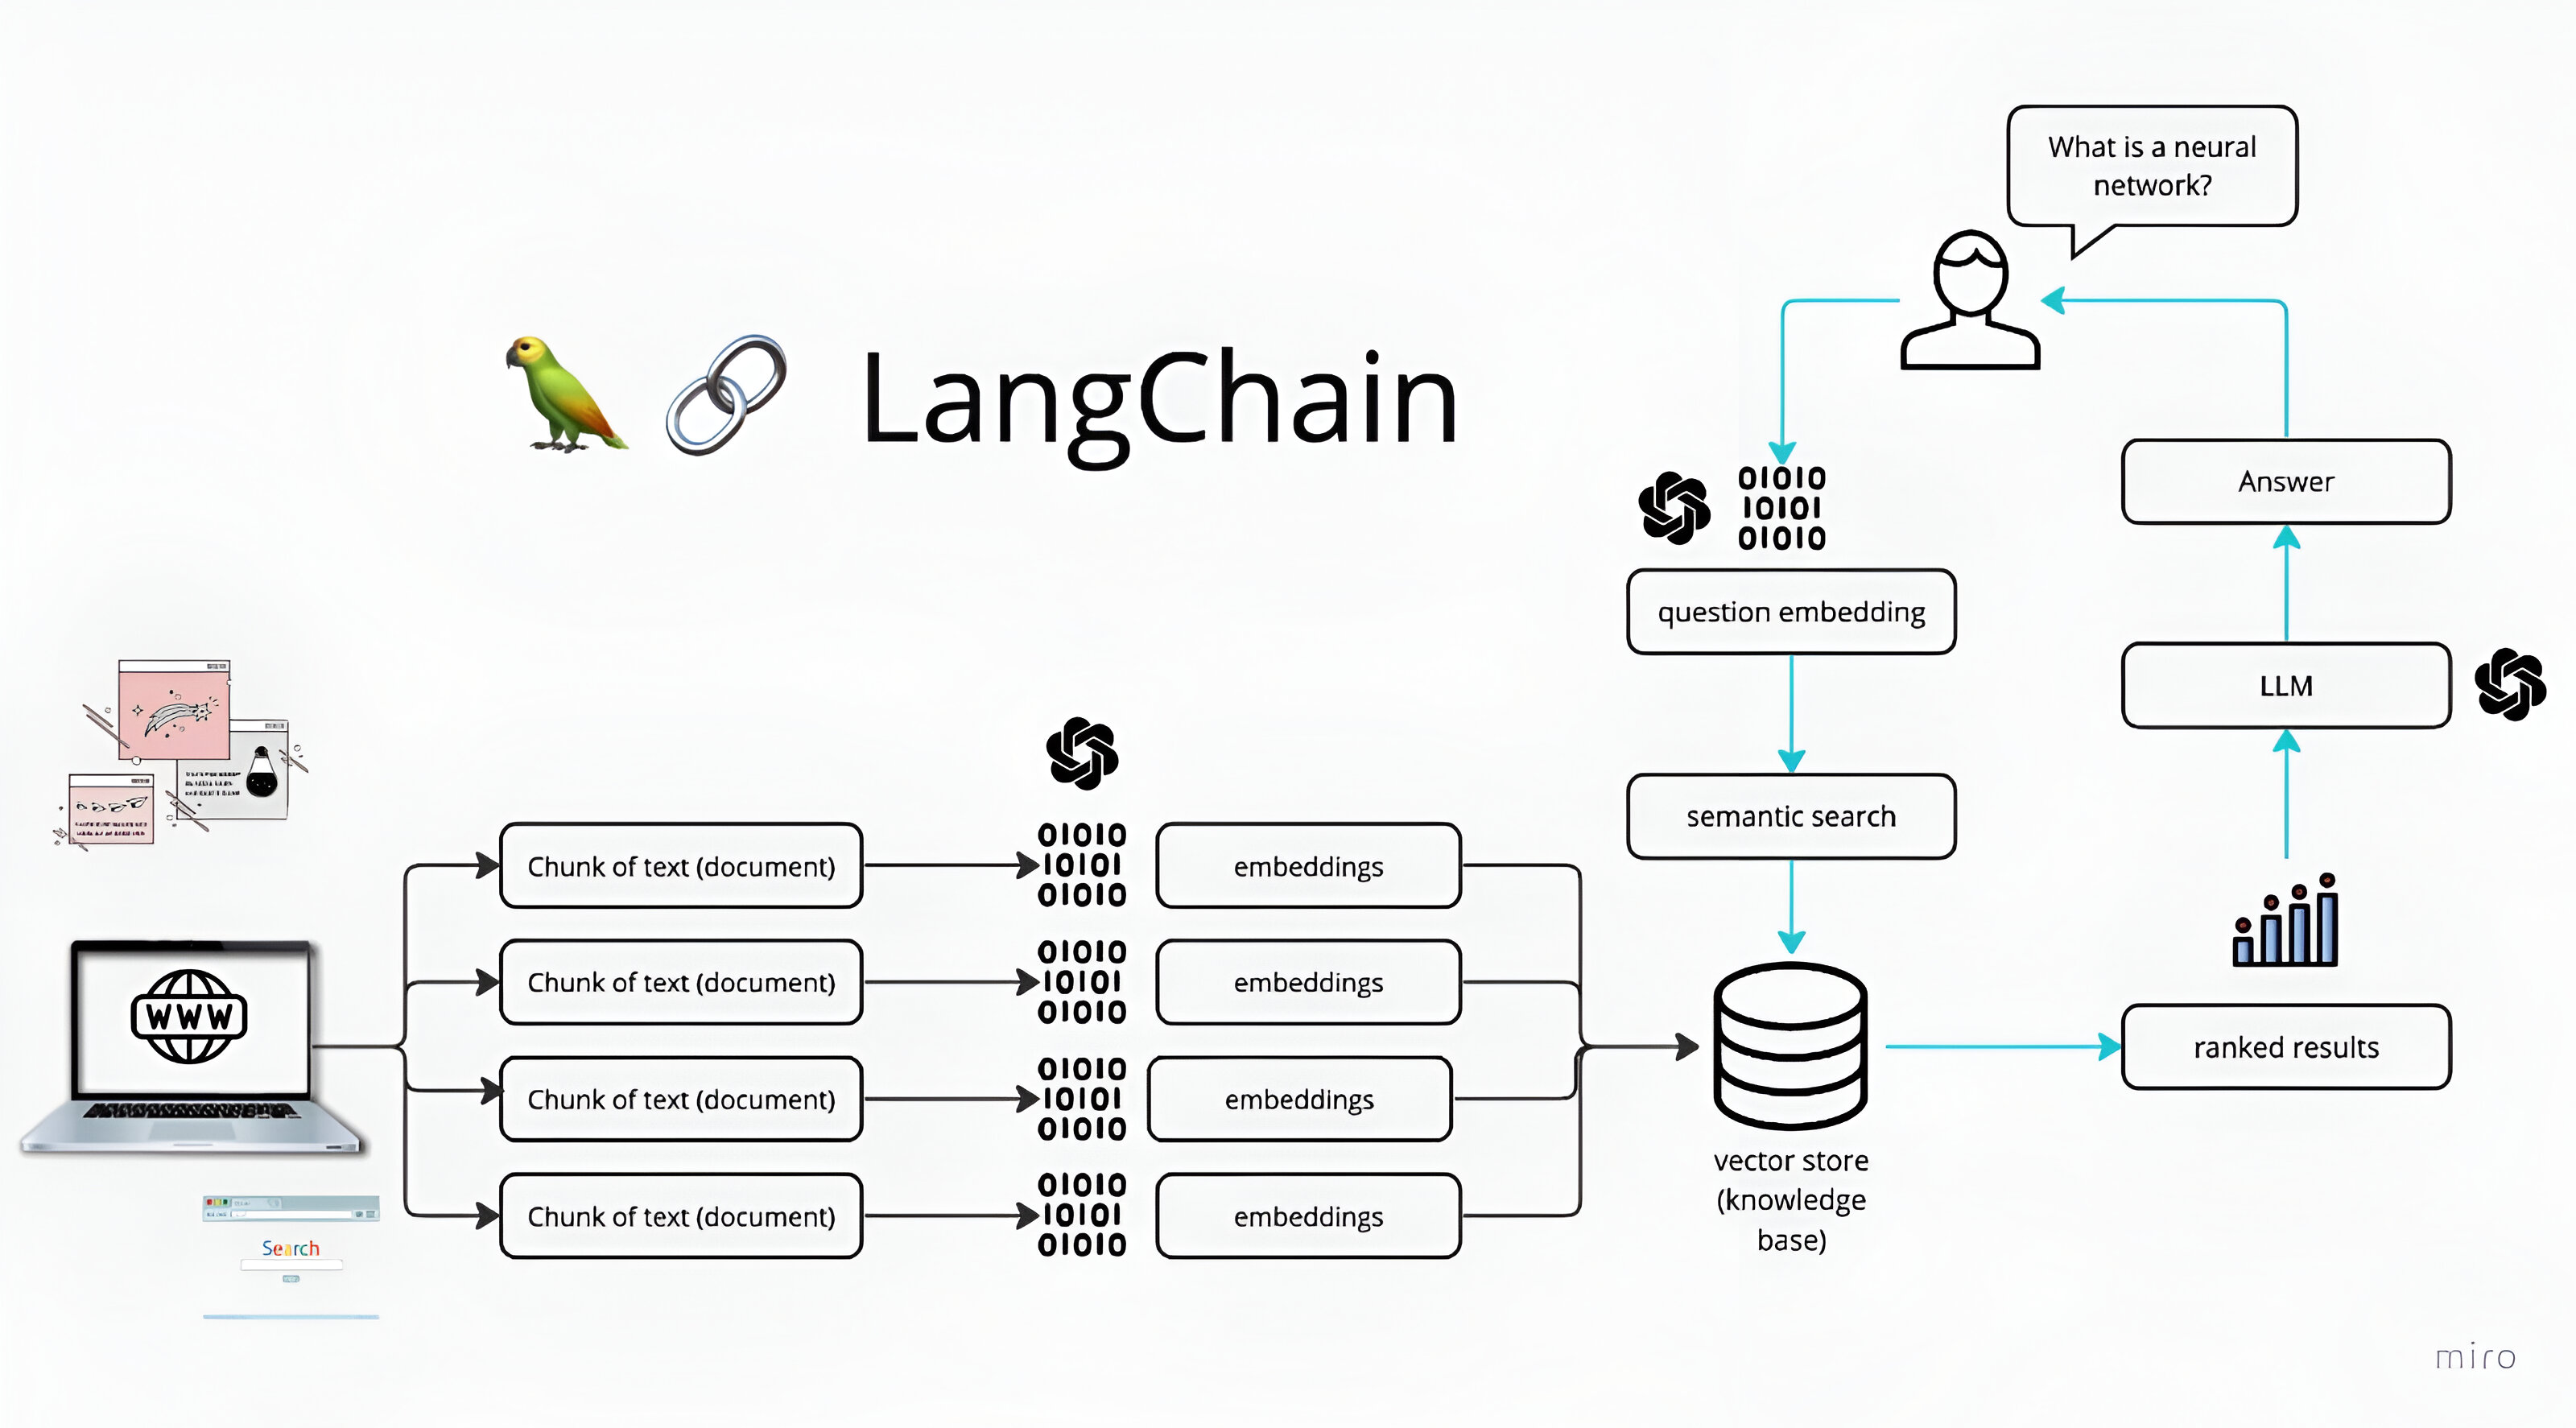 What is a neural
network?
LangChain
01010
10101
01010
question embedding
Answer
LLM
semantic search
Chunk of text (document)
01010
10101
01010
embeddings
Chunk of text (document)
01010
10101
01010
embeddings
Chunk of text (document)
01010
10101
01010
embeddings
Chunk of text (document)
01010
10101
01010
embeddings
WWW
vector store
(knowledge
base)
ranked results
Search
miro